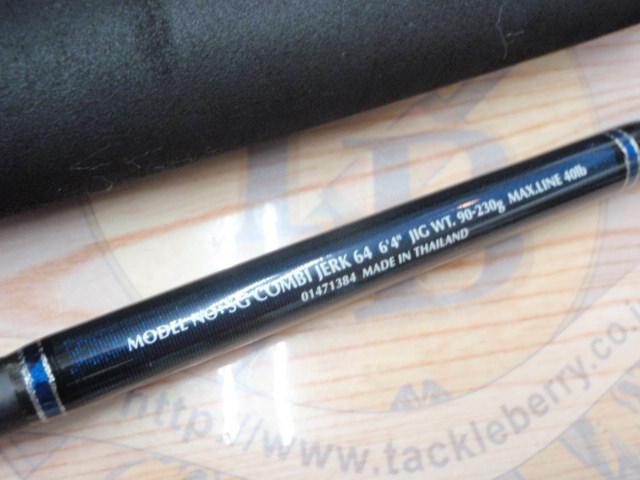 MODEL NO: SG COMBI JERK 64 6'4" JIG WT. 90-230g MAX.LINE 40lb
01471384 MADE IN THAILAND
http://www.tackleberry.co.jp